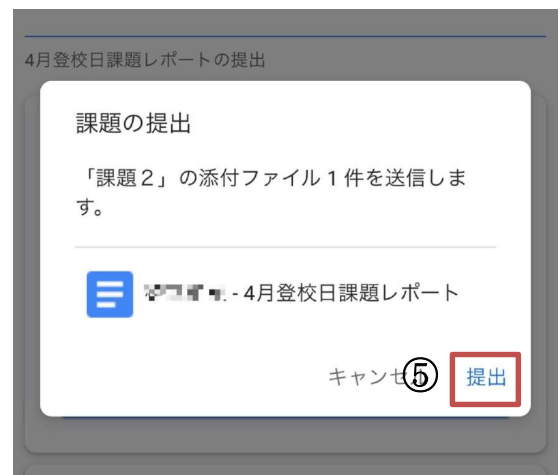 4月登校日課題レポートの提出
課題の提出
「課題2」の添付ファイル1件を送信しま
す。
- 4月登校日課題レポート
キャンセ ⑤ 提出